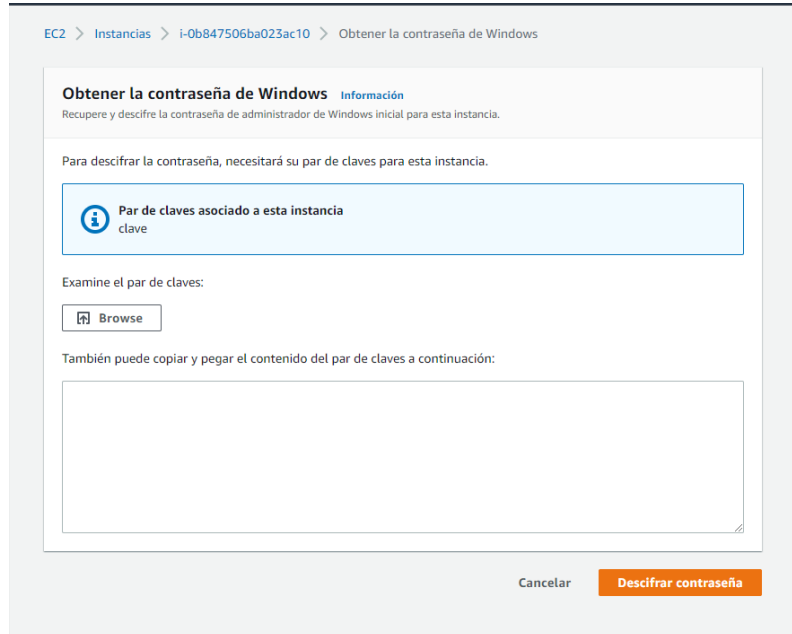 EC2 > Instancias > i-0b847506ba023ac10 > Obtener la contraseña de Windows
Obtener la contraseña de Windows Información
Recupere y descifre la contraseña de administrador de Windows inicial para esta instancia.
Para descifrar la contraseña, necesitará su par de claves para esta instancia.
Par de claves asociado a esta instancia
clave
Examine el par de claves:
Browse
También puede copiar y pegar el contenido del par de claves a continuación:
Cancelar Descifrar contraseña